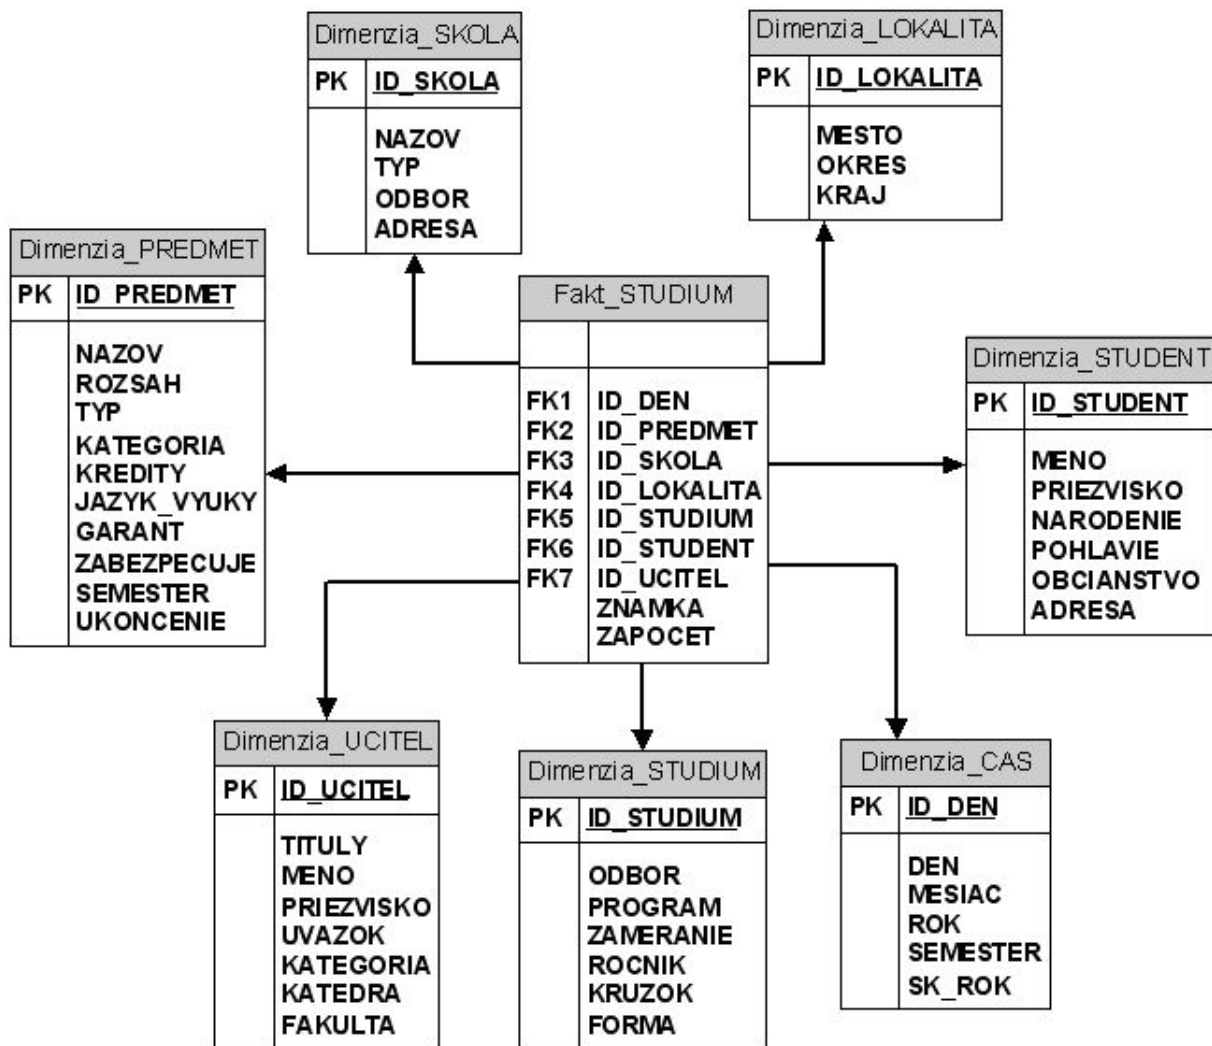 Dimenzia_SKOLA
PK ID_SKOLA
NAZOV
TYP
ODBOR
ADRESA
Dimenzia_LOKALITA
PK ID_LOKALITA
MESTO
OKRES
KRAJ
Dimenzia_PREDMET
PK ID_PREDMET
NAZOV
ROZSAH
TYP
KATEGORIA
KREDITY
JAZYK_VYUKY
GARANT
ZABEZPECUJE
SEMESTER
UKONCENIE
Fakt_STUDIUM
FK1 ID_DEN
FK2 ID_PREDMET
FK3 ID_SKOLA
FK4 ID_LOKALITA
FK5 ID_STUDIUM
FK6 ID_STUDENT
FK7 ID_UCITEL
ZNAMKA
ZAPOCET
Dimenzia_STUDENT
PK ID_STUDENT
MENO
PRIEZVISKO
NARODENIE
POHLAVIE
OBCIANSTVO
ADRESA
Dimenzia_UCITEL
PK ID_UCITEL
TITULY
MENO
PRIEZVISKO
UVAZOK
KATEGORIA
KATEDRA
FAKULTA
Dimenzia_STUDIUM
PK ID_STUDIUM
ODBOR
PROGRAM
ZAMERANIE
ROCNIK
KRUZOK
FORMA
Dimenzia_CAS
PK ID_DEN
DEN
MESIAC
ROK
SEMESTER
SK_ROK